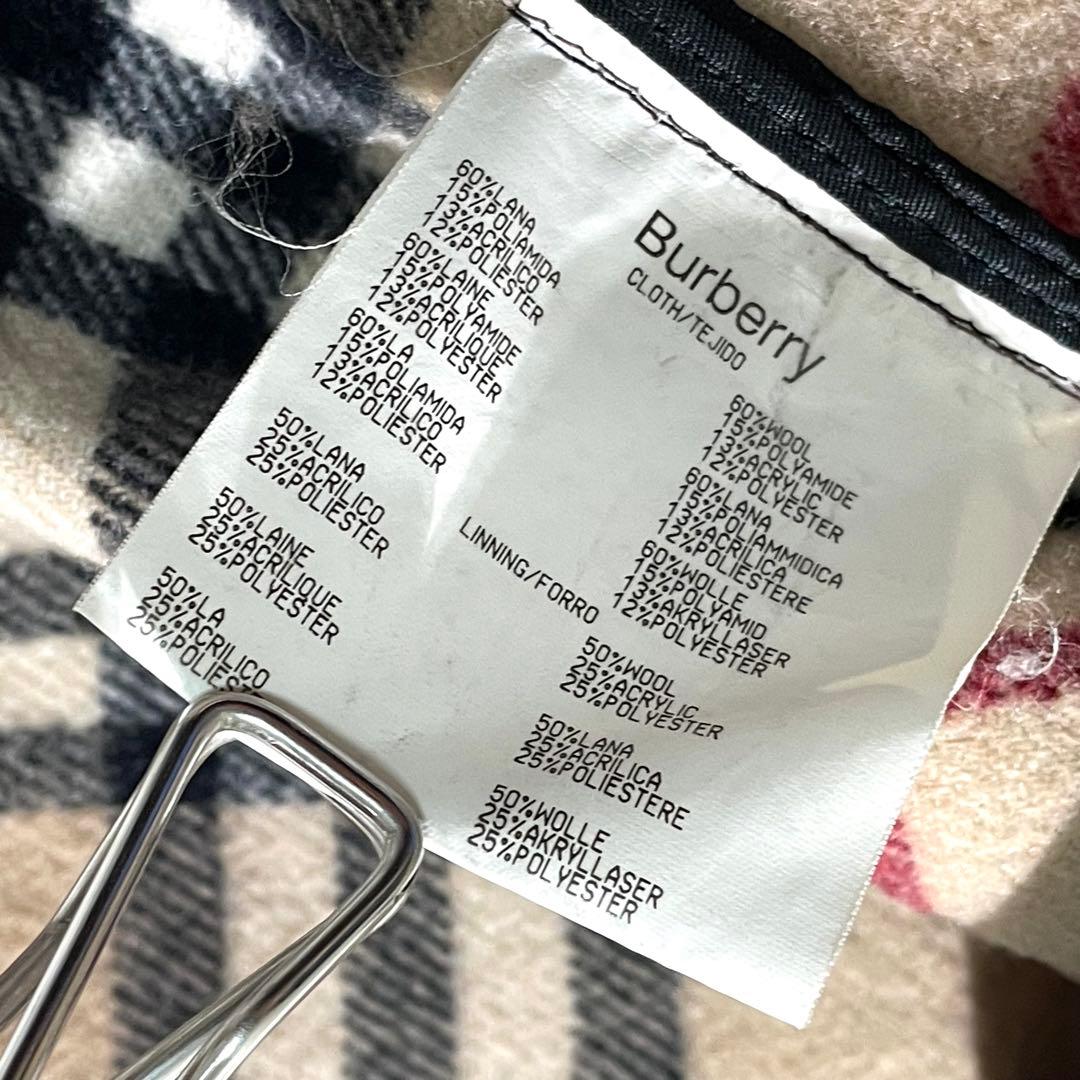 Burberry
CLOTH/TEJIDO
60%LANA
15%POLIAMIDA
13%ACRILICO
12%POLIESTER
60%LAINE
15%POLYAMIDE
13%ACRILIQUE
12%POLYESTER
60%LA
15%POLIAMIDA
13%ACRILICO
12%POLIESTER
60%WOOL
15%POLYAMIDE
13%ACRYLIC
12%POLYESTER
60%LANA
15%POLIAMMIDICA
13%ACRILICA
12%POLIESTERE
60%WOLLE
15%POLYAMID
13%AKRYLLASER
12%POLYESTER
LINNING/FORRO
50%LANA
25%ACRILICO
25%POLIESTER
50%LAINE
25%ACRILIQUE
25%POLYESTER
50%LA
25%ACRILICO
50%WOOL
25%ACRYLIC
25%POLYESTER
50%LANA
25%ACRILICA
25%POLIESTERE
50%WOLLE
25%AKRYLLASER
25%POLYESTER